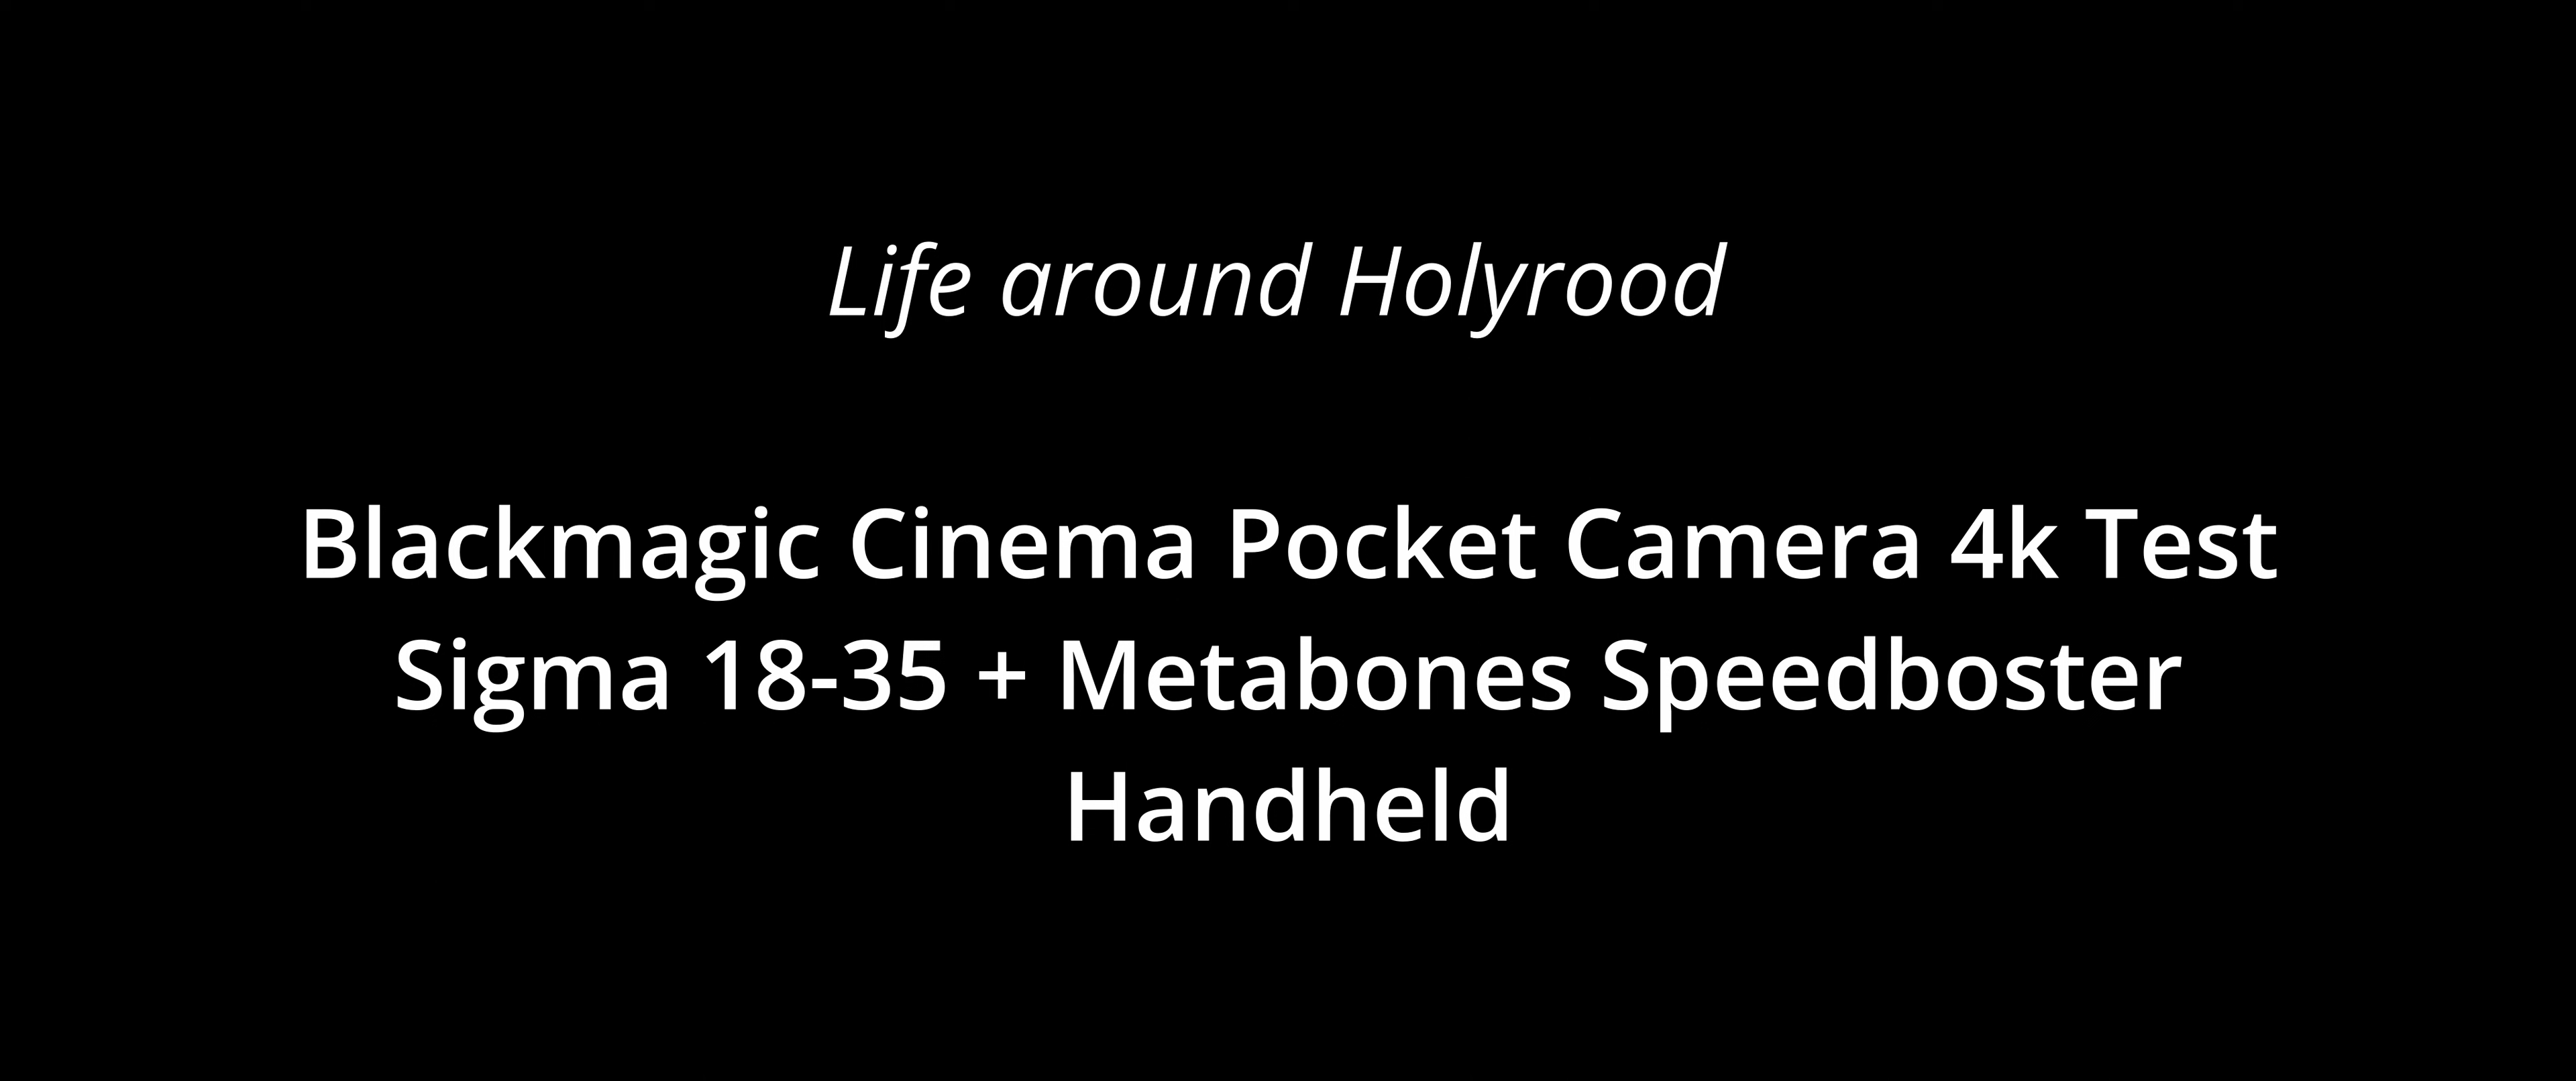 Life around Holyrood
Blackmagic Cinema Pocket Camera 4k Test
Sigma 18-35 + Metabones Speedboster
Handheld